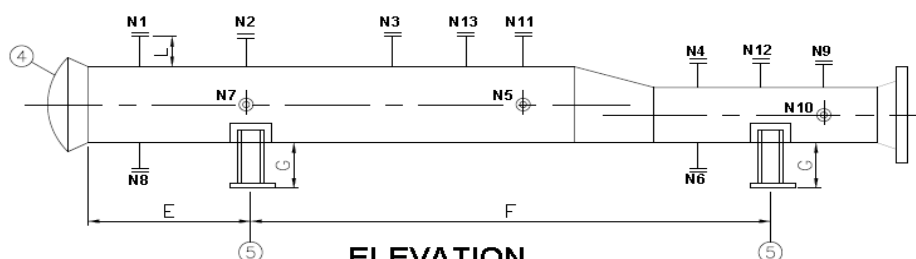 N1 N2 N3 N13 N11
L
4
N4 N12 N9
N7 N5 N10
N8 G N6 G
E F
5 5
ELEVATION